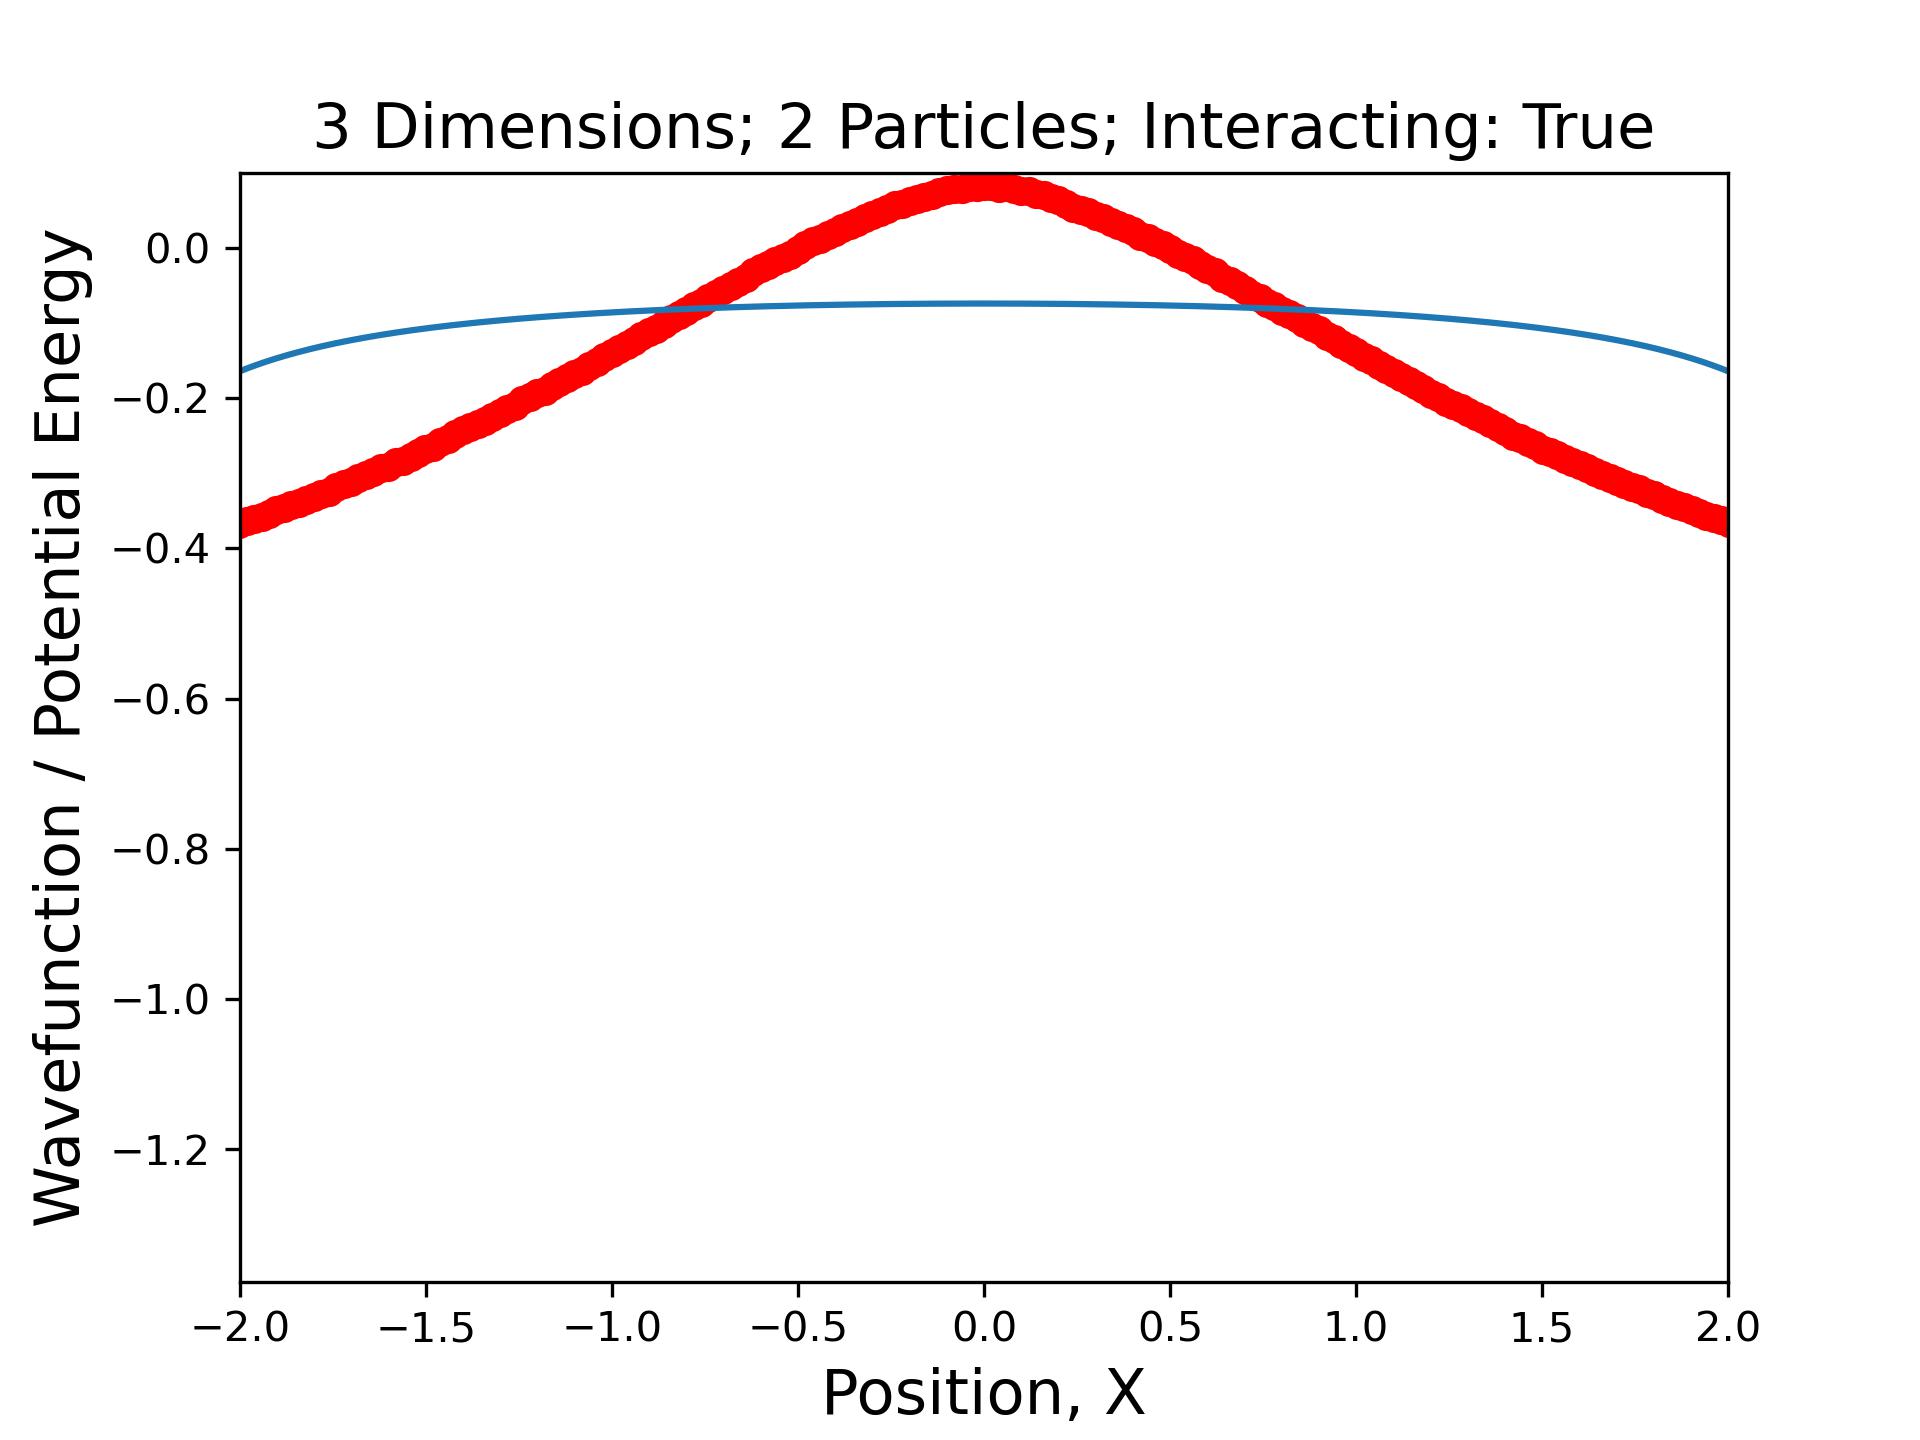 3 Dimensions; 2 Particles; Interacting: True
Wavefunction / Potential Energy
0.0
−0.2
−0.4
−0.6
−0.8
−1.0
−1.2
−2.0 −1.5 −1.0 −0.5 0.0 0.5 1.0 1.5 2.0
Position, X